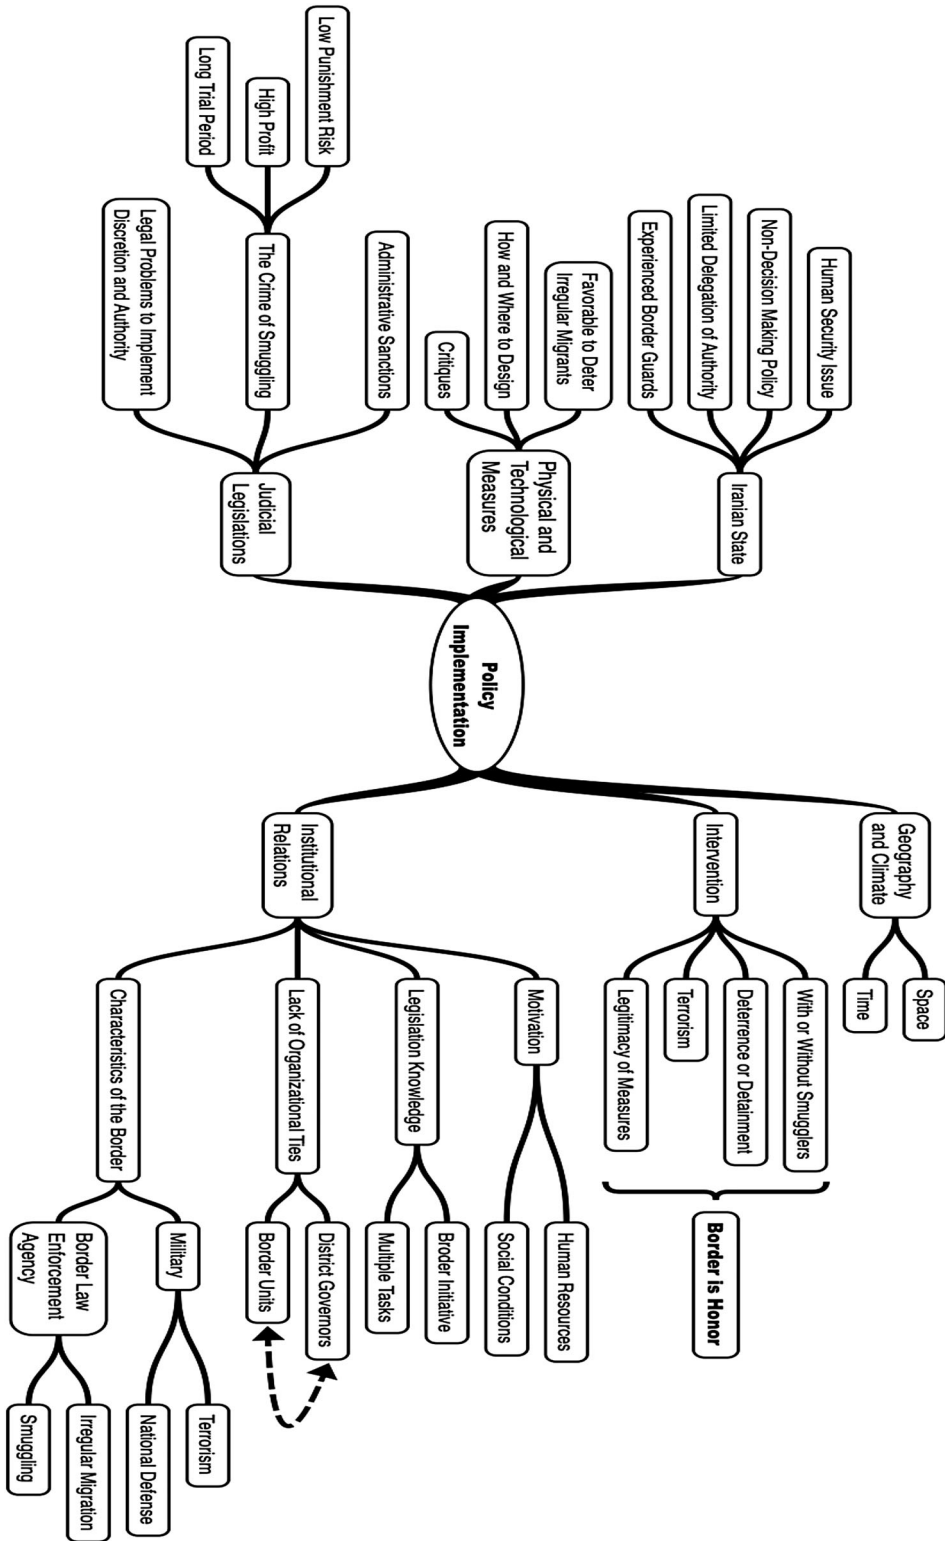 Policy
Implementation
Iranian State
Human Security Issue
Non-Decision Making Policy
Limited Delegation of Authority
Experienced Border Guards
Physical and
Technological
Measures
Favorable to Deter
Irregular Migrants
How and Where to Design
Critiques
Judicial
Legislations
Administrative Sanctions
The Crime of Smuggling
Low Punishment Risk
High Profit
Long Trial Period
Legal Problems to Implement
Discretion and Authority
Geography
and Climate
Space
Time
Intervention
With or Without Smugglers
Deterrence or Detainment
Terrorism
Legitimacy of Measures
Border is Honor
Institutional
Relations
Motivation
Human Resources
Social Conditions
Legislation Knowledge
Broder Initiative
Multiple Tasks
Lack of Organizational Ties
District Governors
Border Units
Characteristics of the Border
Military
Terrorism
National Defense
Border Law
Enforcement
Agency
Irregular Migration
Smuggling